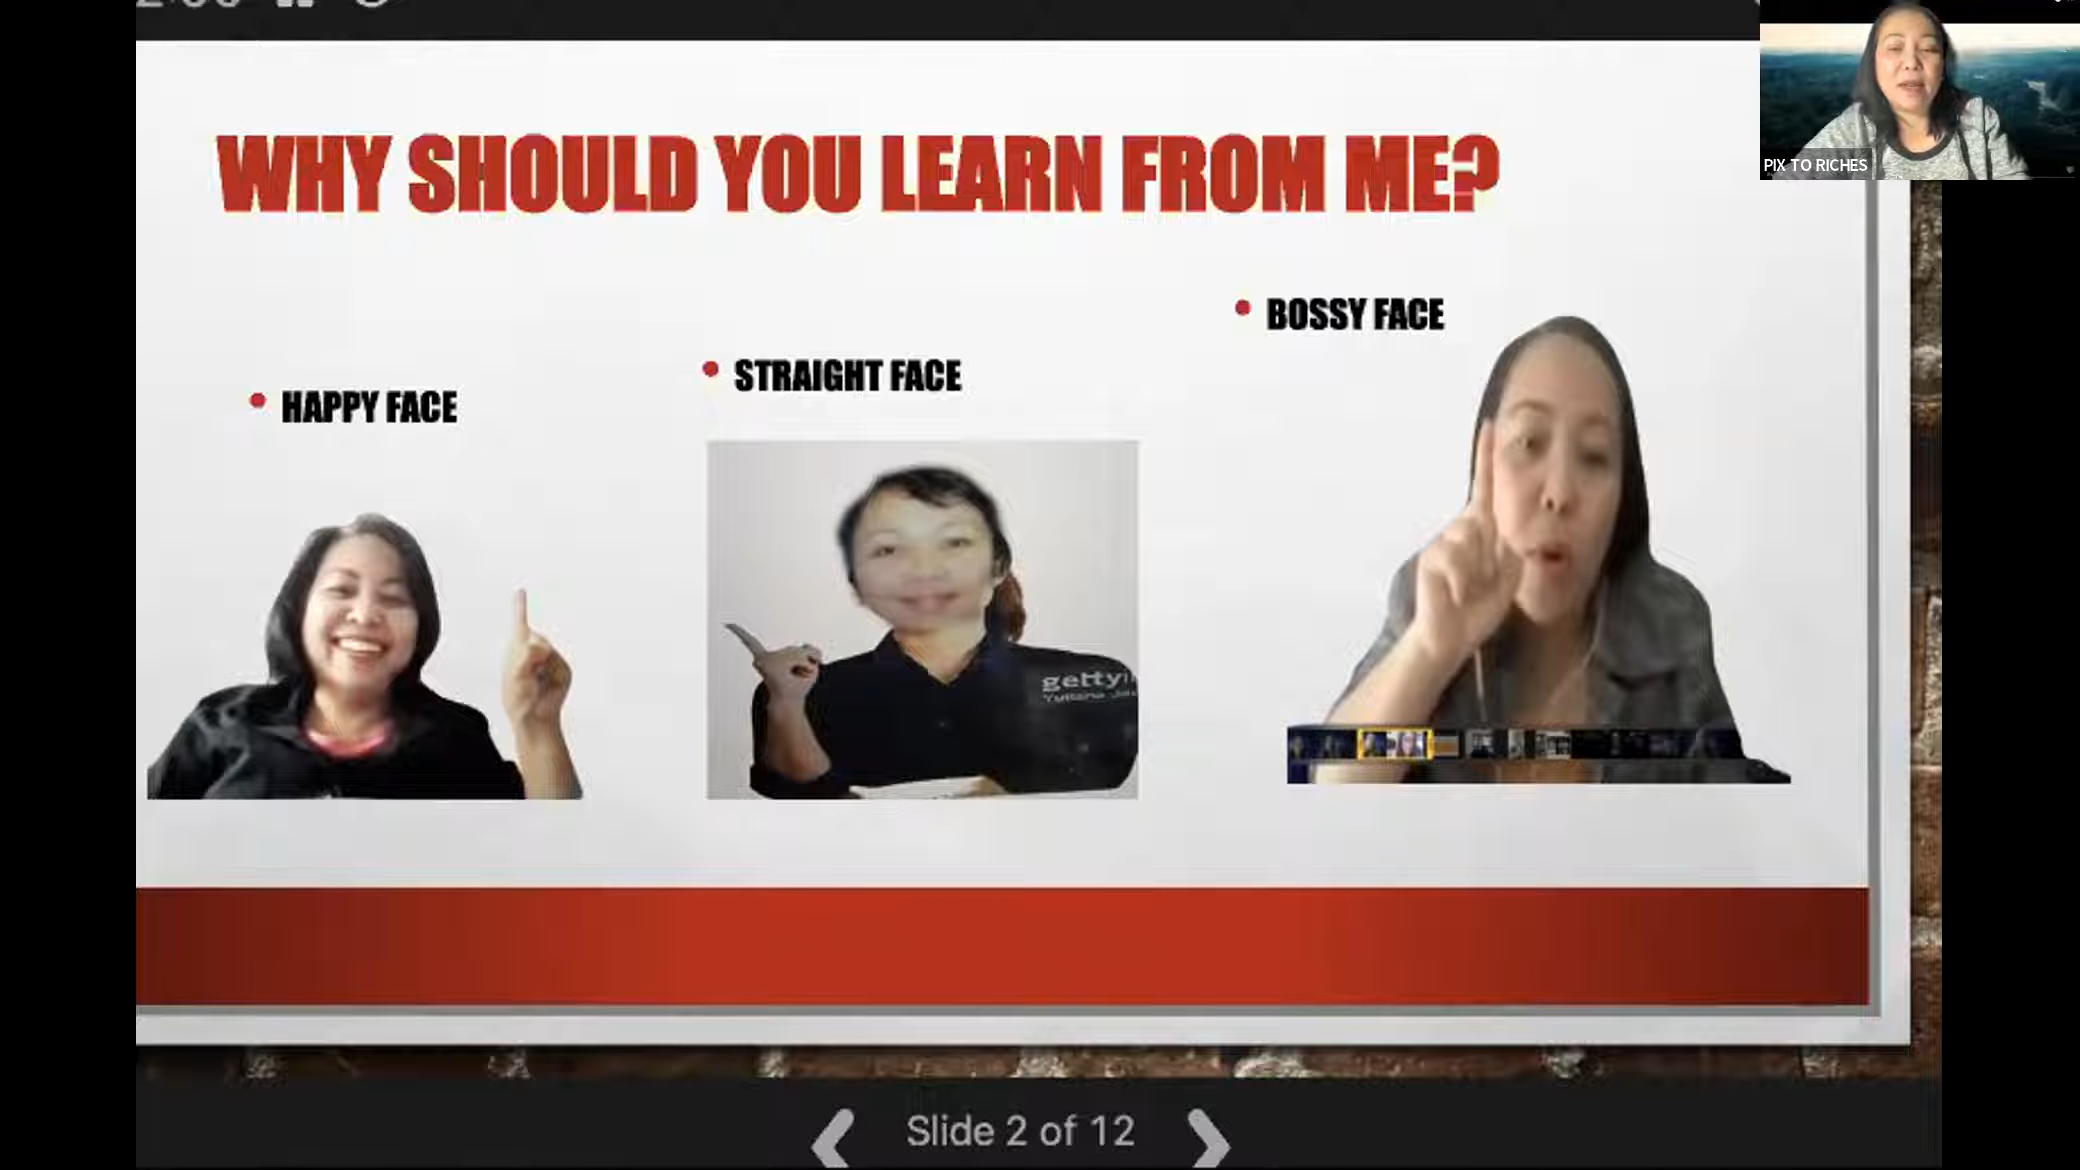 PIX TO RICHES
WHY SHOULD YOU LEARN FROM ME?
BOSSY FACE
STRAIGHT FACE
HAPPY FACE
getty
Slide 2 of 12